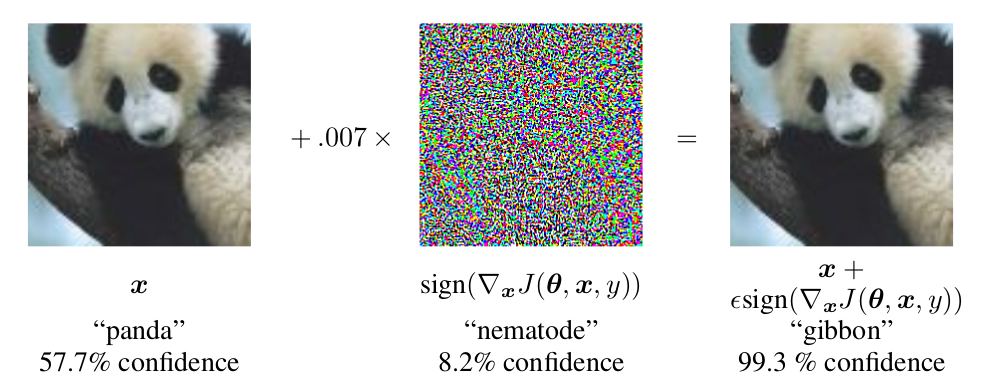 + .007 ×
=
x
sign(∇ₓJ(θ, x, y))
x +
ϵsign(∇ₓJ(θ, x, y))
“panda”
“nematode”
“gibbon”
57.7% confidence
8.2% confidence
99.3 % confidence